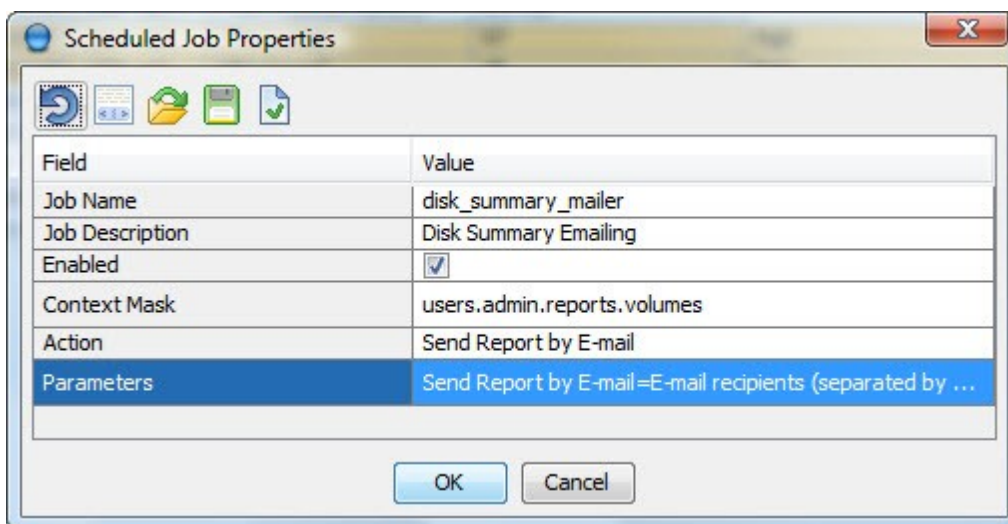 Scheduled Job Properties
Field Value
Job Name disk_summary_mailer
Job Description Disk Summary Emailing
Enabled
Context Mask users.admin.reports.volumes
Action Send Report by E-mail
Parameters Send Report by E-mail=E-mail recipients (separated by ...
OK Cancel